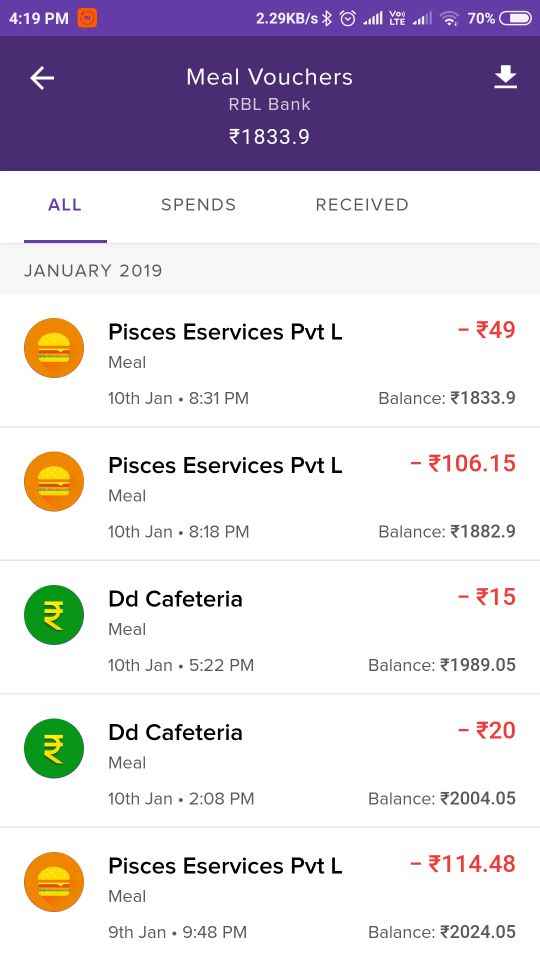 4:19 PM 2.29KB/s Vo) LTE 70%
Meal Vouchers
RBL Bank
₹1833.9
ALL SPENDS RECEIVED
JANUARY 2019
Pisces Eservices Pvt L − ₹49
Meal
10th Jan • 8:31 PM Balance: ₹1833.9
Pisces Eservices Pvt L − ₹106.15
Meal
10th Jan • 8:18 PM Balance: ₹1882.9
Dd Cafeteria − ₹15
Meal
10th Jan • 5:22 PM Balance: ₹1989.05
Dd Cafeteria − ₹20
Meal
10th Jan • 2:08 PM Balance: ₹2004.05
Pisces Eservices Pvt L − ₹114.48
Meal
9th Jan • 9:48 PM Balance: ₹2024.05